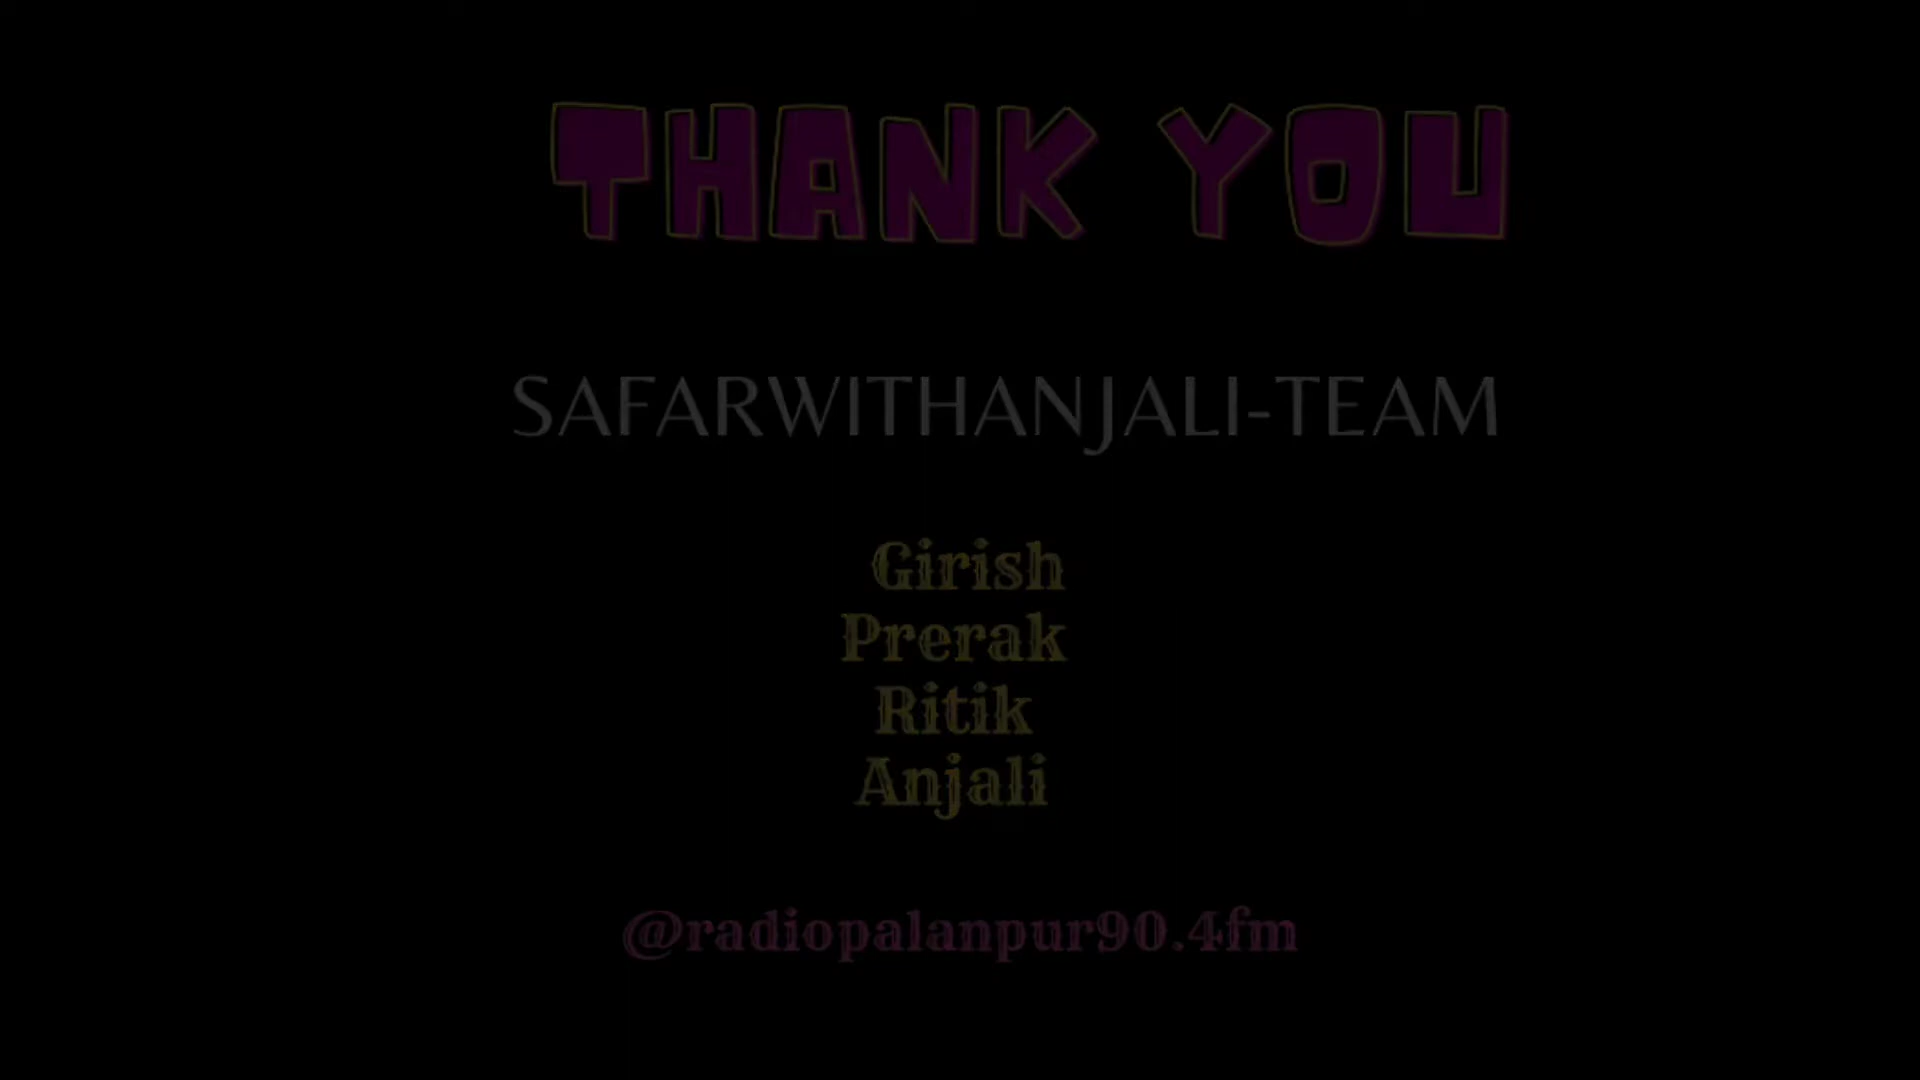 THANK YOU
SAFARWITHANJALI-TEAM
Girish
Prerak
Ritik
Anjali
@radiopalanpur90.4fm